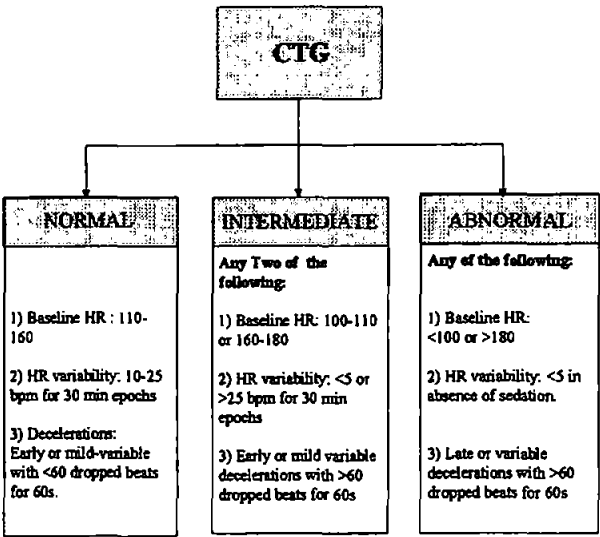 CTG
NORMAL
1) Baseline HR : 110-
160
2) HR variability: 10-25
bpm for 30 min epochs
3) Decelerations:
Early or mild-variable
with <60 dropped beats
for 60s.
INTERMEDIATE
Any Two of the
following:
1) Baseline HR: 100-110
or 160-180
2) HR variability: <5 or
>25 bpm for 30 min
epochs
3) Early or mild variable
decelerations with >60
dropped beats for 60s
ABNORMAL
Any of the following:
1) Baseline HR:
<100 or >180
2) HR variability: <5 in
absence of sedation.
3) Late or variable
decelerations with >60
dropped beats for 60s